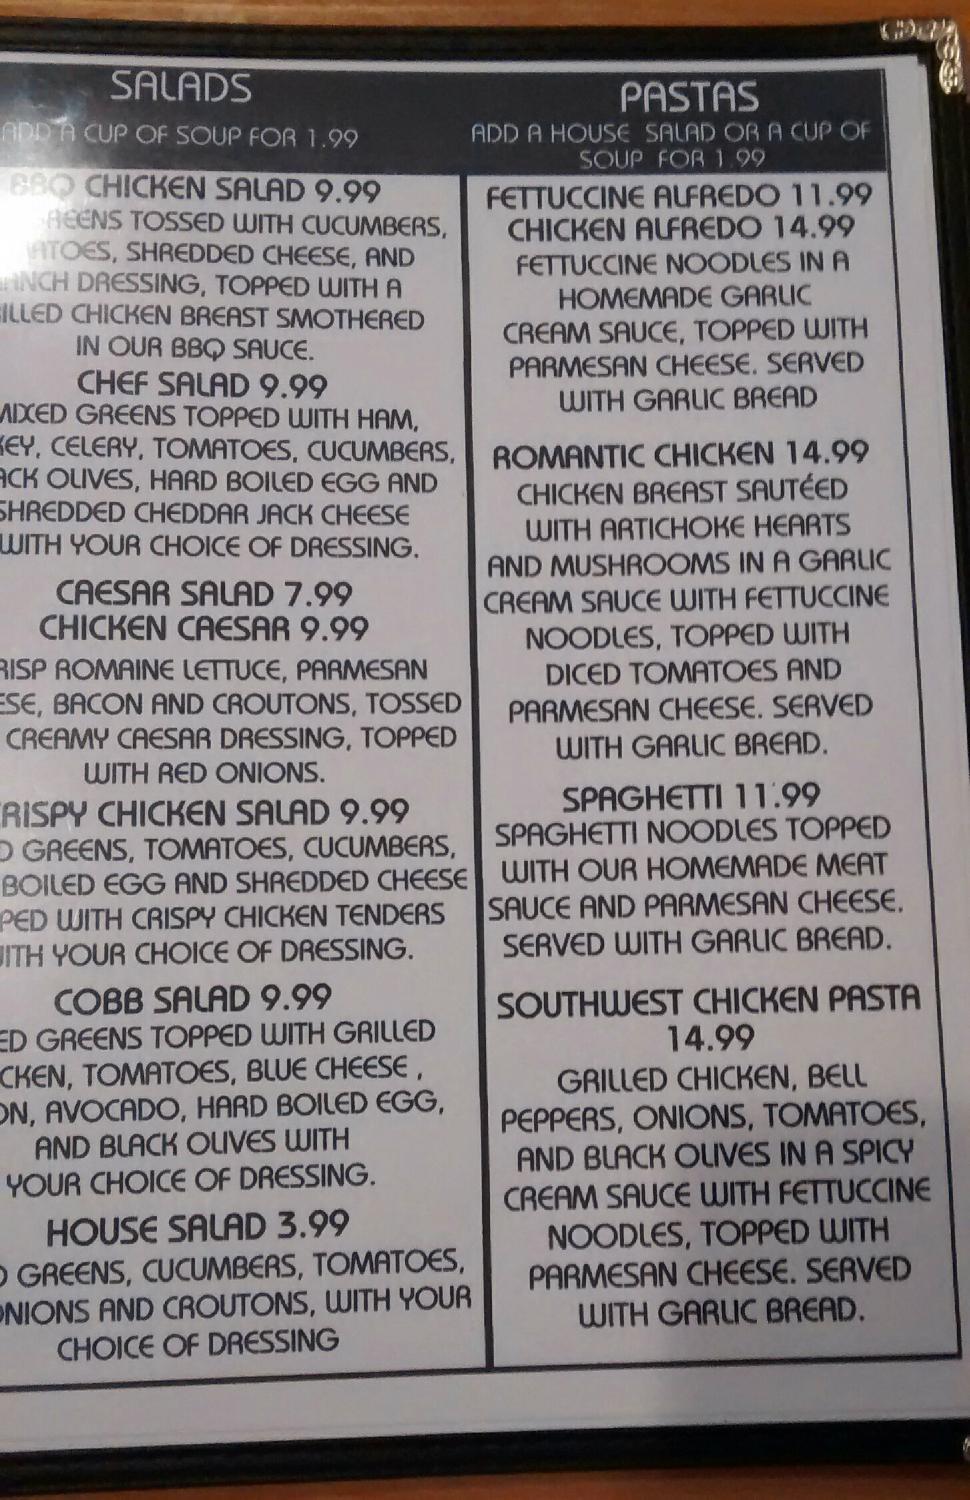 SALADS
ADD A CUP OF SOUP FOR 1.99
BBQ CHICKEN SALAD 9.99
TOSSED WITH CUCUMBERS,
SHREDDED CHEESE, AND
DRESSING, TOPPED WITH A
CHICKEN BREAST SMOTHERED
IN OUR BBQ SAUCE.
CHEF SALAD 9.99
MIXED GREENS TOPPED WITH HAM,
CELERY, TOMATOES, CUCUMBERS,
OLIVES, HARD BOILED EGG AND
SHREDDED CHEDDAR JACK CHEESE
WITH YOUR CHOICE OF DRESSING.
CAESAR SALAD 7.99
CHICKEN CAESAR 9.99
ROMAINE LETTUCE, PARMESAN
BACON AND CROUTONS, TOSSED
CREAMY CAESAR DRESSING, TOPPED
WITH RED ONIONS.
CRISPY CHICKEN SALAD 9.99
GREENS, TOMATOES, CUCUMBERS,
BOILED EGG AND SHREDDED CHEESE
WITH CRISPY CHICKEN TENDERS
WITH YOUR CHOICE OF DRESSING.
COBB SALAD 9.99
GREENS TOPPED WITH GRILLED
TOMATOES, BLUE CHEESE ,
AVOCADO, HARD BOILED EGG,
AND BLACK OLIVES WITH
YOUR CHOICE OF DRESSING.
HOUSE SALAD 3.99
GREENS, CUCUMBERS, TOMATOES,
ONIONS AND CROUTONS, WITH YOUR
CHOICE OF DRESSING
PASTAS
ADD A HOUSE SALAD OR A CUP OF
SOUP FOR 1.99
FETTUCCINE ALFREDO 11.99
CHICKEN ALFREDO 14.99
FETTUCCINE NOODLES IN A
HOMEMADE GARLIC
CREAM SAUCE, TOPPED WITH
PARMESAN CHEESE. SERVED
WITH GARLIC BREAD
ROMANTIC CHICKEN 14.99
CHICKEN BREAST SAUTÉED
WITH ARTICHOKE HEARTS
AND MUSHROOMS IN A GARLIC
CREAM SAUCE WITH FETTUCCINE
NOODLES, TOPPED WITH
DICED TOMATOES AND
PARMESAN CHEESE. SERVED
WITH GARLIC BREAD.
SPAGHETTI 11.99
SPAGHETTI NOODLES TOPPED
WITH OUR HOMEMADE MEAT
SAUCE AND PARMESAN CHEESE.
SERVED WITH GARLIC BREAD.
SOUTHWEST CHICKEN PASTA
14.99
GRILLED CHICKEN, BELL
PEPPERS, ONIONS, TOMATOES,
AND BLACK OLIVES IN A SPICY
CREAM SAUCE WITH FETTUCCINE
NOODLES, TOPPED WITH
PARMESAN CHEESE. SERVED
WITH GARLIC BREAD.